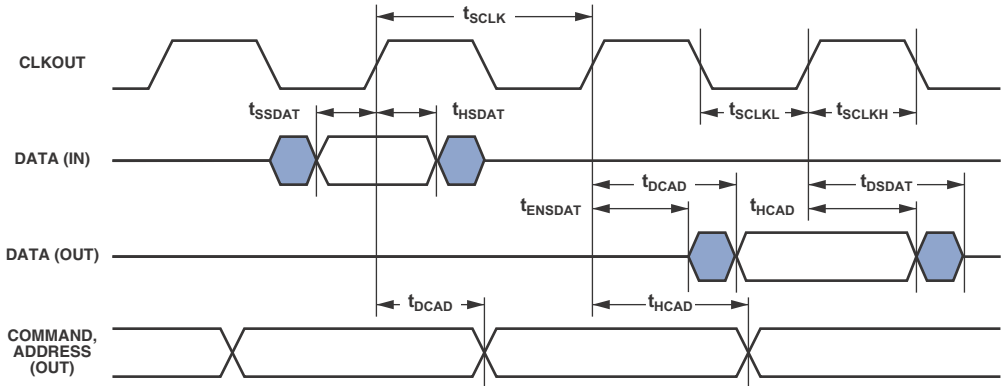 tSCLK
CLKOUT
tSSDAT
tHSDAT
tSCLKL
tSCLKH
DATA (IN)
tDCAD
tDSDAT
tENSDAT
tHCAD
DATA (OUT)
tDCAD
tHCAD
COMMAND,
ADDRESS
(OUT)